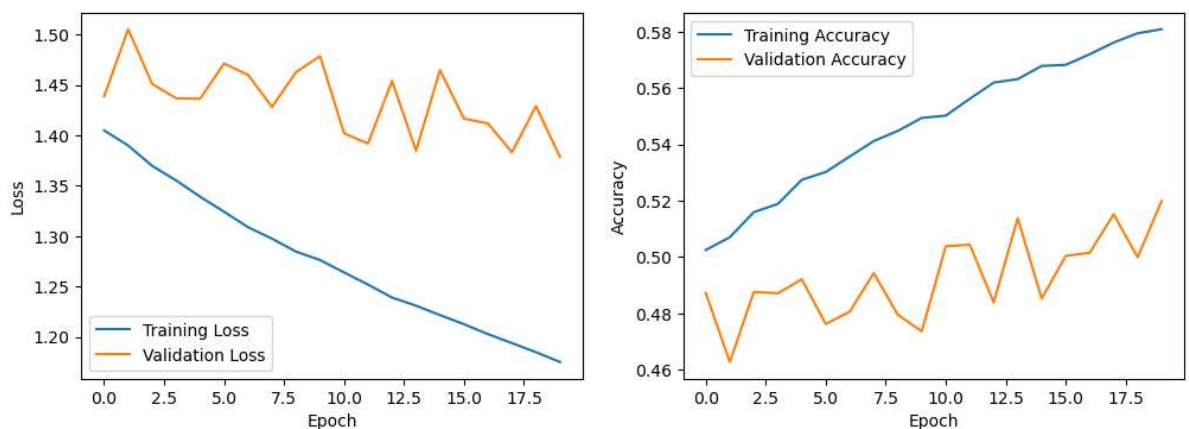 1.50
1.45
1.40
1.35
1.30
1.25
1.20
Loss
Training Loss
Validation Loss
0.0 2.5 5.0 7.5 10.0 12.5 15.0 17.5
Epoch
Training Accuracy
Validation Accuracy
0.58
0.56
0.54
0.52
0.50
0.48
0.46
Accuracy
0.0 2.5 5.0 7.5 10.0 12.5 15.0 17.5
Epoch